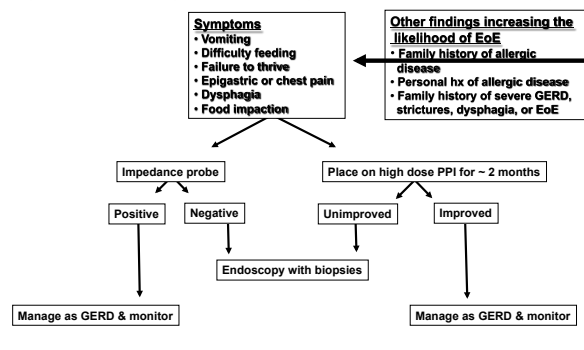 Symptoms
• Vomiting
• Difficulty feeding
• Failure to thrive
• Epigastric or chest pain
• Dysphagia
• Food impaction
Other findings increasing the
likelihood of EoE
• Family history of allergic
disease
• Personal hx of allergic disease
• Family history of severe GERD,
strictures, dysphagia, or EoE
Impedance probe
Place on high dose PPI for ~ 2 months
Positive
Negative
Unimproved
Improved
Endoscopy with biopsies
Manage as GERD & monitor
Manage as GERD & monitor